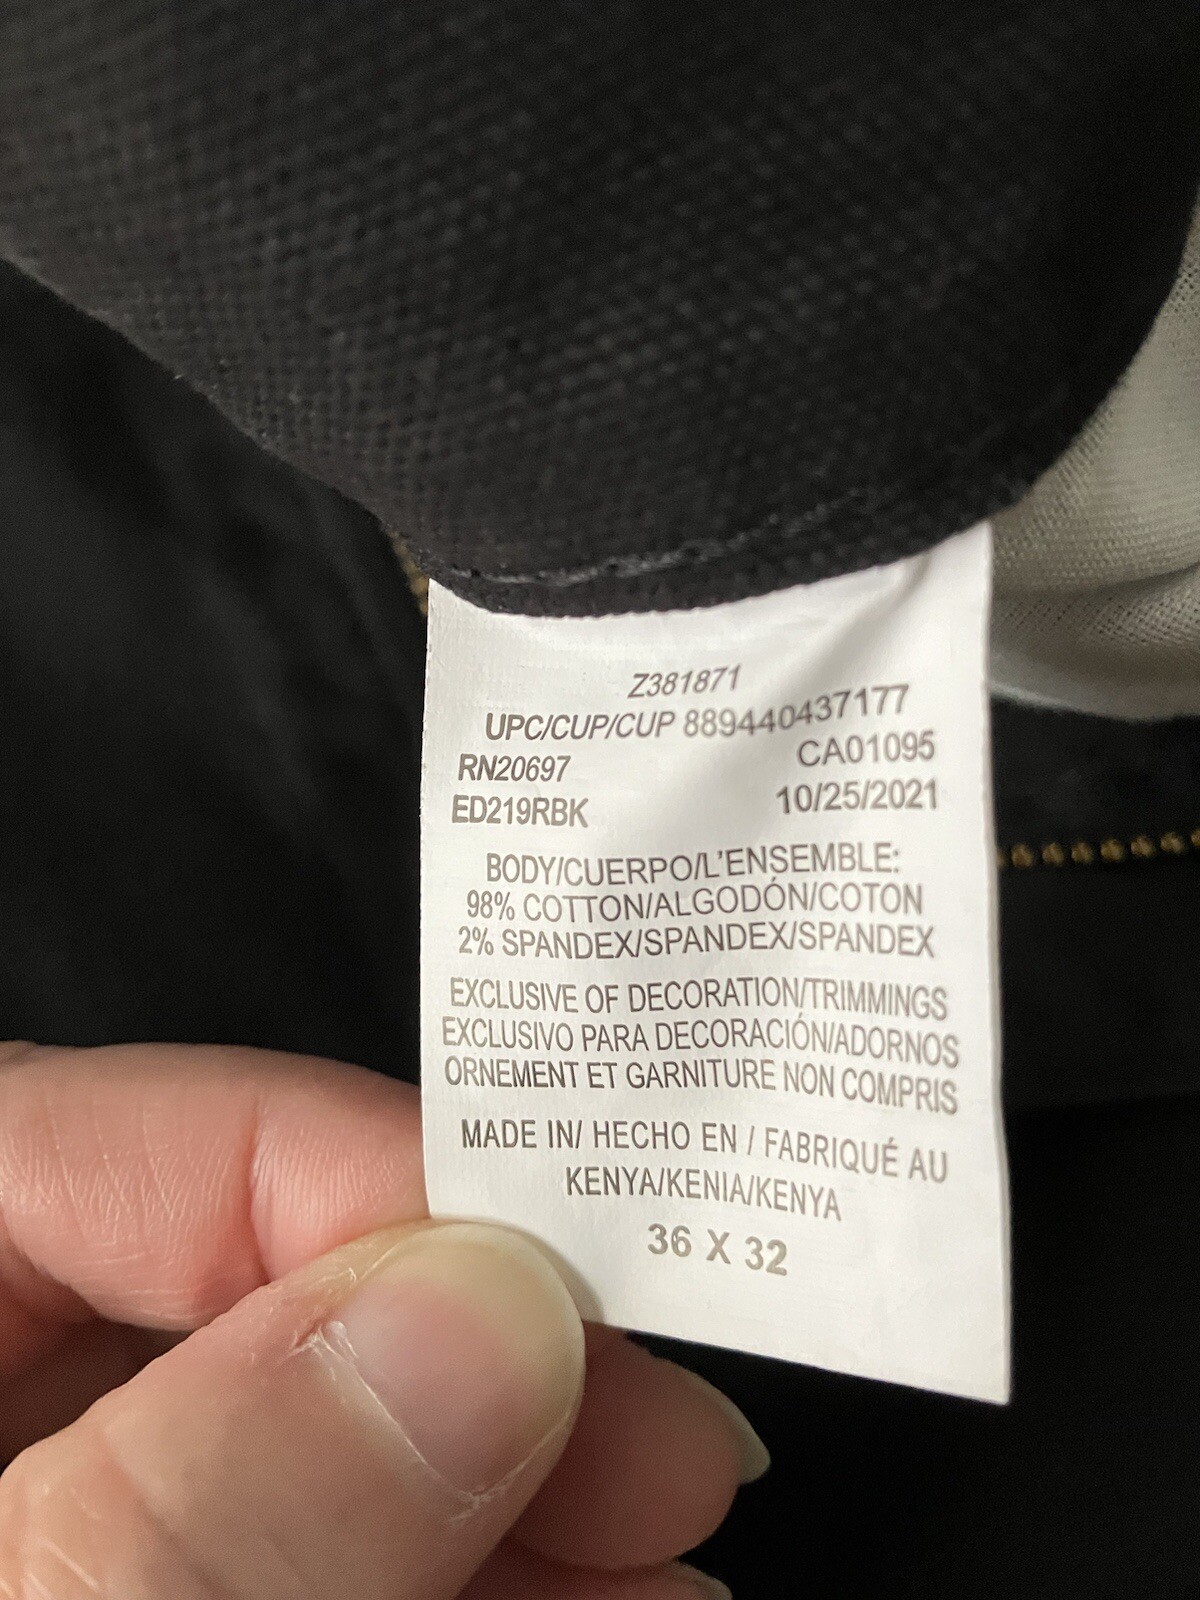 Z381871
UPC/CUP/CUP 889440437177
RN20697 CA01095
ED219RBK 10/25/2021
BODY/CUERPO/L'ENSEMBLE:
98% COTTON/ALGODÓN/COTON
2% SPANDEX/SPANDEX/SPANDEX
EXCLUSIVE OF DECORATION/TRIMMINGS
EXCLUSIVO PARA DECORACIÓN/ADORNOS
ORNEMENT ET GARNITURE NON COMPRIS
MADE IN/ HECHO EN / FABRIQUÉ AU
KENYA/KENIA/KENYA
36 X 32